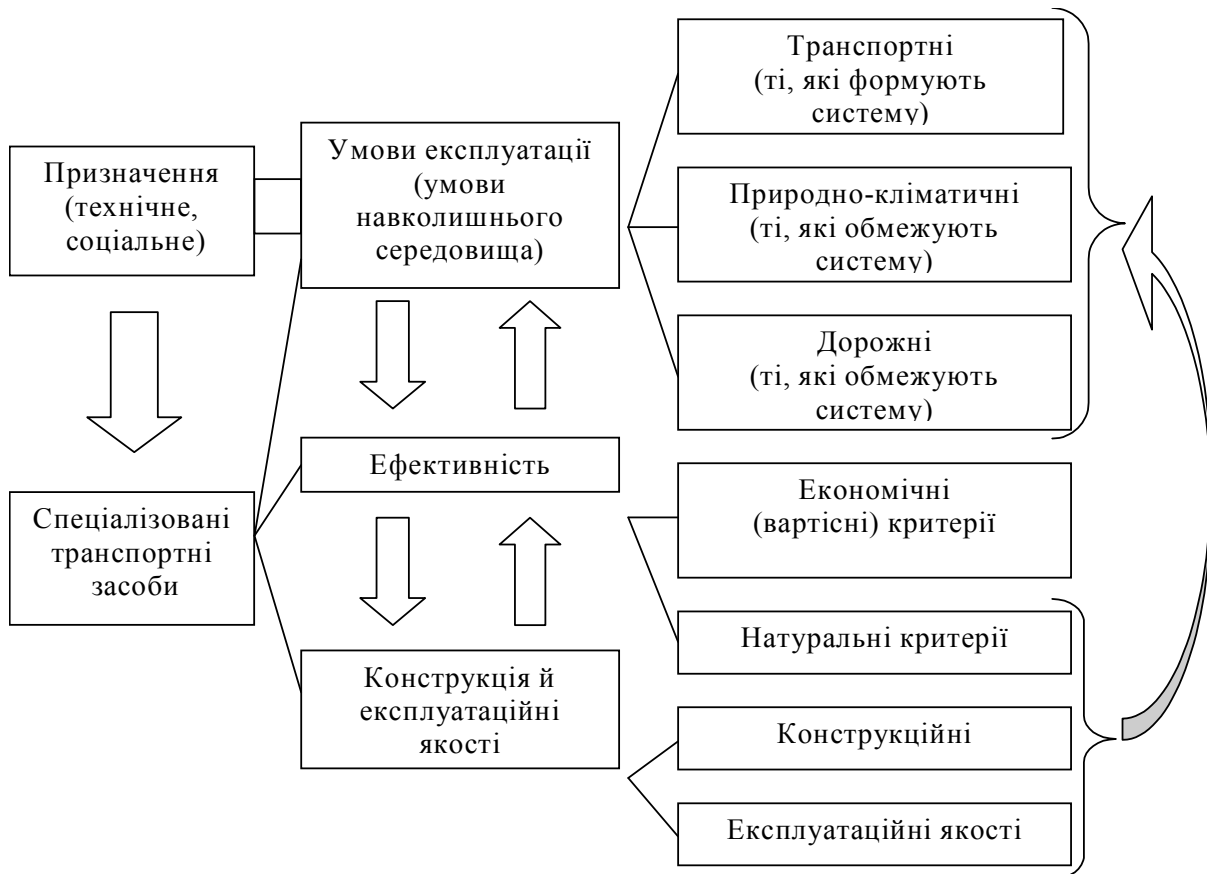 Призначення
(технічне,
соціальне)
Спеціалізовані
транспортні
засоби
Умови експлуатації
(умови
навколишнього
середовища)
Ефективність
Конструкція й
експлуатаційні
якості
Транспортні
(ті, які формують
систему)
Природно-кліматичні
(ті, які обмежують
систему)
Дорожні
(ті, які обмежують
систему)
Економічні
(вартісні) критерії
Натуральні критерії
Конструкційні
Експлуатаційні якості